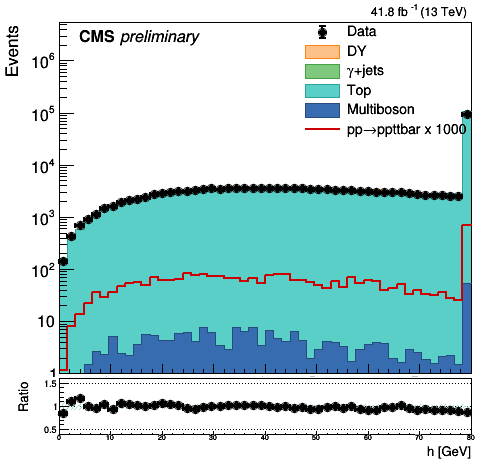 41.8 fb⁻¹ (13 TeV)
CMS preliminary
Data
DY
γ+jets
Top
Multiboson
pp→ppttbar x 1000
Events
10⁶
10⁵
10⁴
10³
10²
10
1
Ratio
1.5
1
0.5
0 10 20 30 40 50 60 70 80
h [GeV]